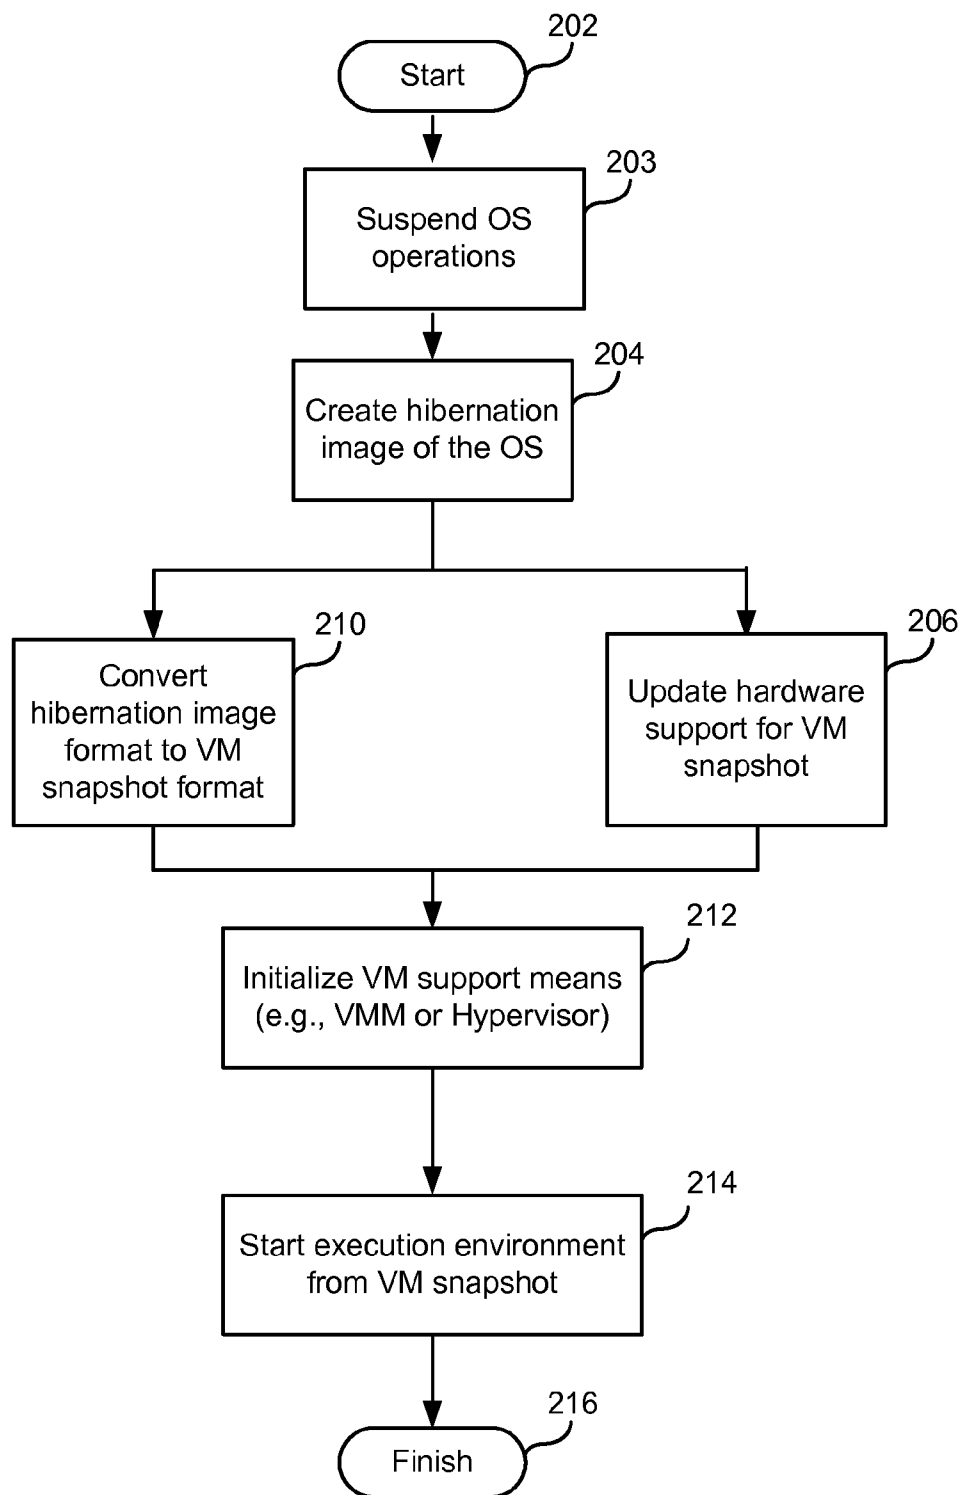 202
Start
203
Suspend OS
operations
204
Create hibernation
image of the OS
210
Convert
hibernation image
format to VM
snapshot format
206
Update hardware
support for VM
snapshot
212
Initialize VM support means
(e.g., VMM or Hypervisor)
214
Start execution environment
from VM snapshot
216
Finish